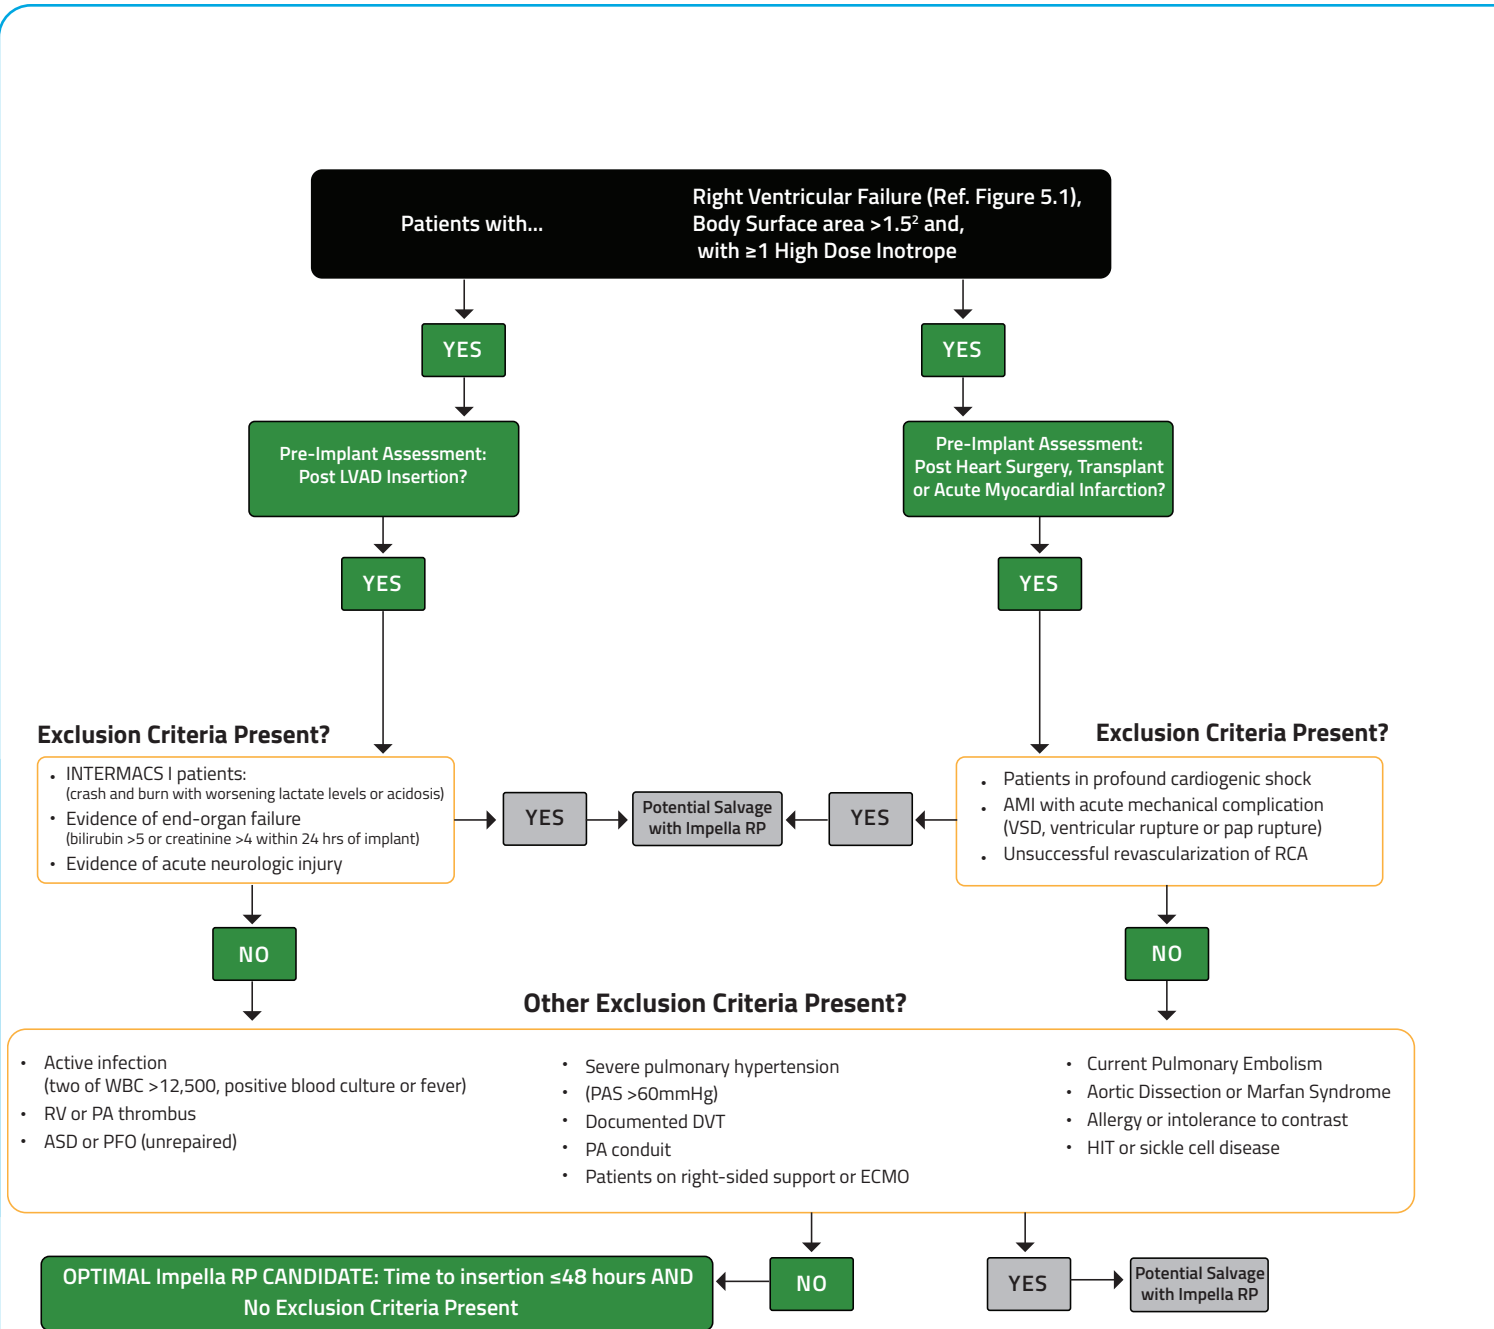 Patients with...
Right Ventricular Failure (Ref. Figure 5.1),
Body Surface area >1.5² and,
with ≥1 High Dose Inotrope
YES
YES
Pre-Implant Assessment:
Post LVAD Insertion?
Pre-Implant Assessment:
Post Heart Surgery, Transplant
or Acute Myocardial Infarction?
YES
YES
Exclusion Criteria Present?
• INTERMACS I patients:
(crash and burn with worsening lactate levels or acidosis)
• Evidence of end-organ failure
(bilirubin >5 or creatinine >4 within 24 hrs of implant)
• Evidence of acute neurologic injury
YES
Potential Salvage
with Impella RP
YES
Exclusion Criteria Present?
• Patients in profound cardiogenic shock
• AMI with acute mechanical complication
(VSD, ventricular rupture or pap rupture)
• Unsuccessful revascularization of RCA
NO
NO
Other Exclusion Criteria Present?
• Active infection
(two of WBC >12,500, positive blood culture or fever)
• RV or PA thrombus
• ASD or PFO (unrepaired)
• Severe pulmonary hypertension
• (PAS >60mmHg)
• Documented DVT
• PA conduit
• Patients on right-sided support or ECMO
• Current Pulmonary Embolism
• Aortic Dissection or Marfan Syndrome
• Allergy or intolerance to contrast
• HIT or sickle cell disease
OPTIMAL Impella RP CANDIDATE: Time to insertion ≤48 hours AND
No Exclusion Criteria Present
NO
YES
Potential Salvage
with Impella RP